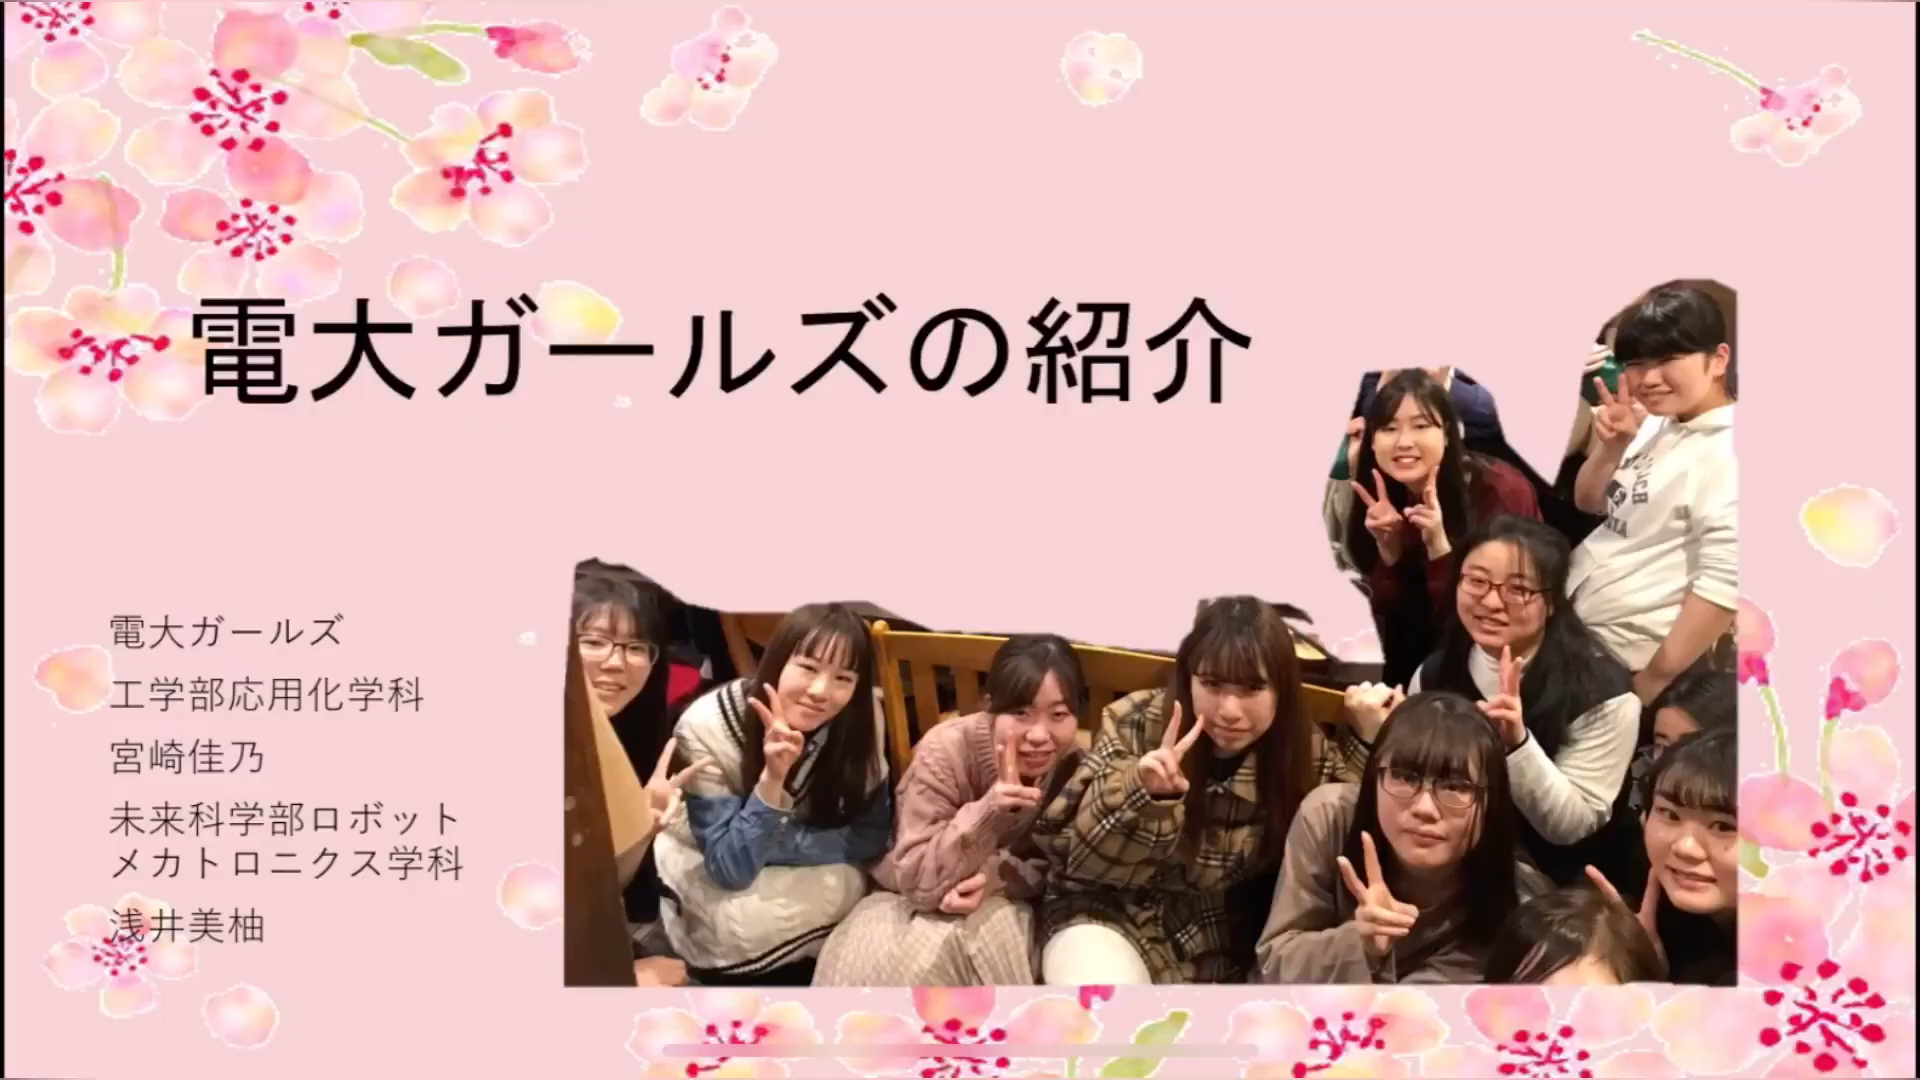 電大ガールズの紹介
電大ガールズ
工学部応用化学科
宮崎佳乃
未来科学部ロボット
メカトロニクス学科
浅井美柚